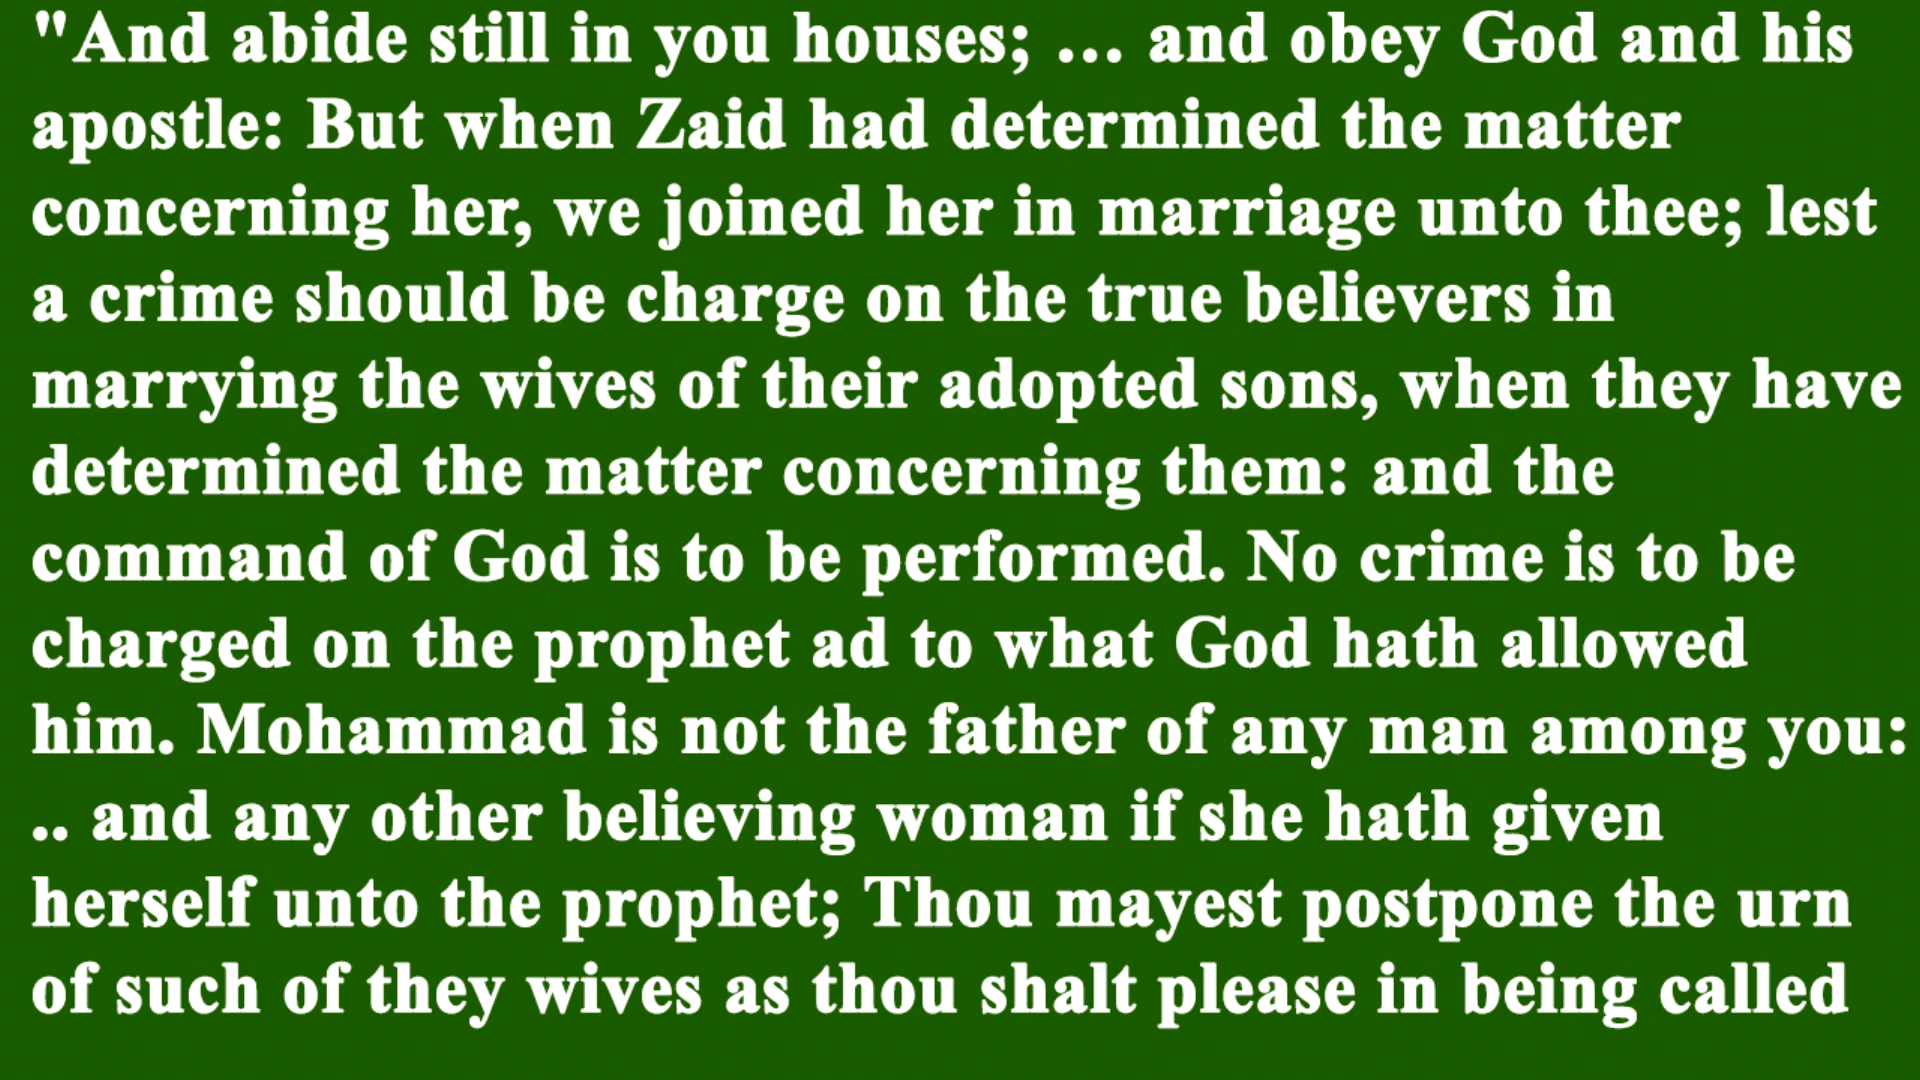 "And abide still in you houses; ... and obey God and his
apostle: But when Zaid had determined the matter
concerning her, we joined her in marriage unto thee; lest
a crime should be charge on the true believers in
marrying the wives of their adopted sons, when they have
determined the matter concerning them: and the
command of God is to be performed. No crime is to be
charged on the prophet ad to what God hath allowed
him. Mohammad is not the father of any man among you:
.. and any other believing woman if she hath given
herself unto the prophet; Thou mayest postpone the urn
of such of they wives as thou shalt please in being called